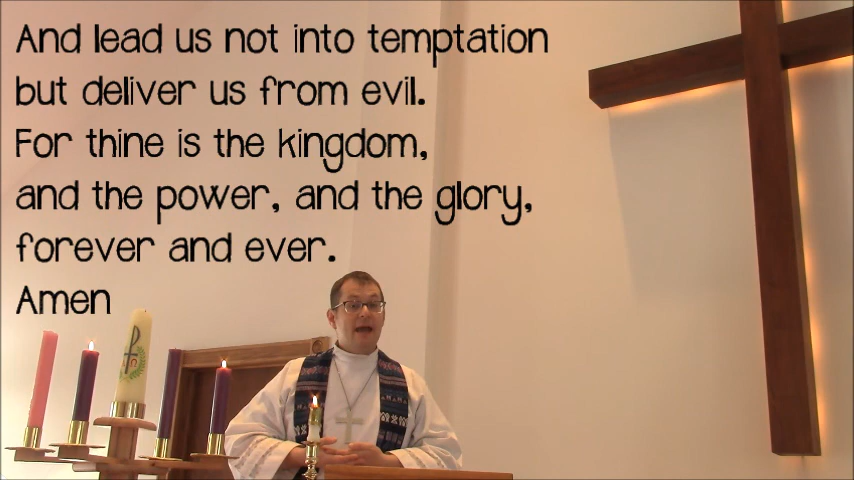 And lead us not into temptation
but deliver us from evil.
For thine is the kingdom,
and the power, and the glory,
forever and ever.
Amen